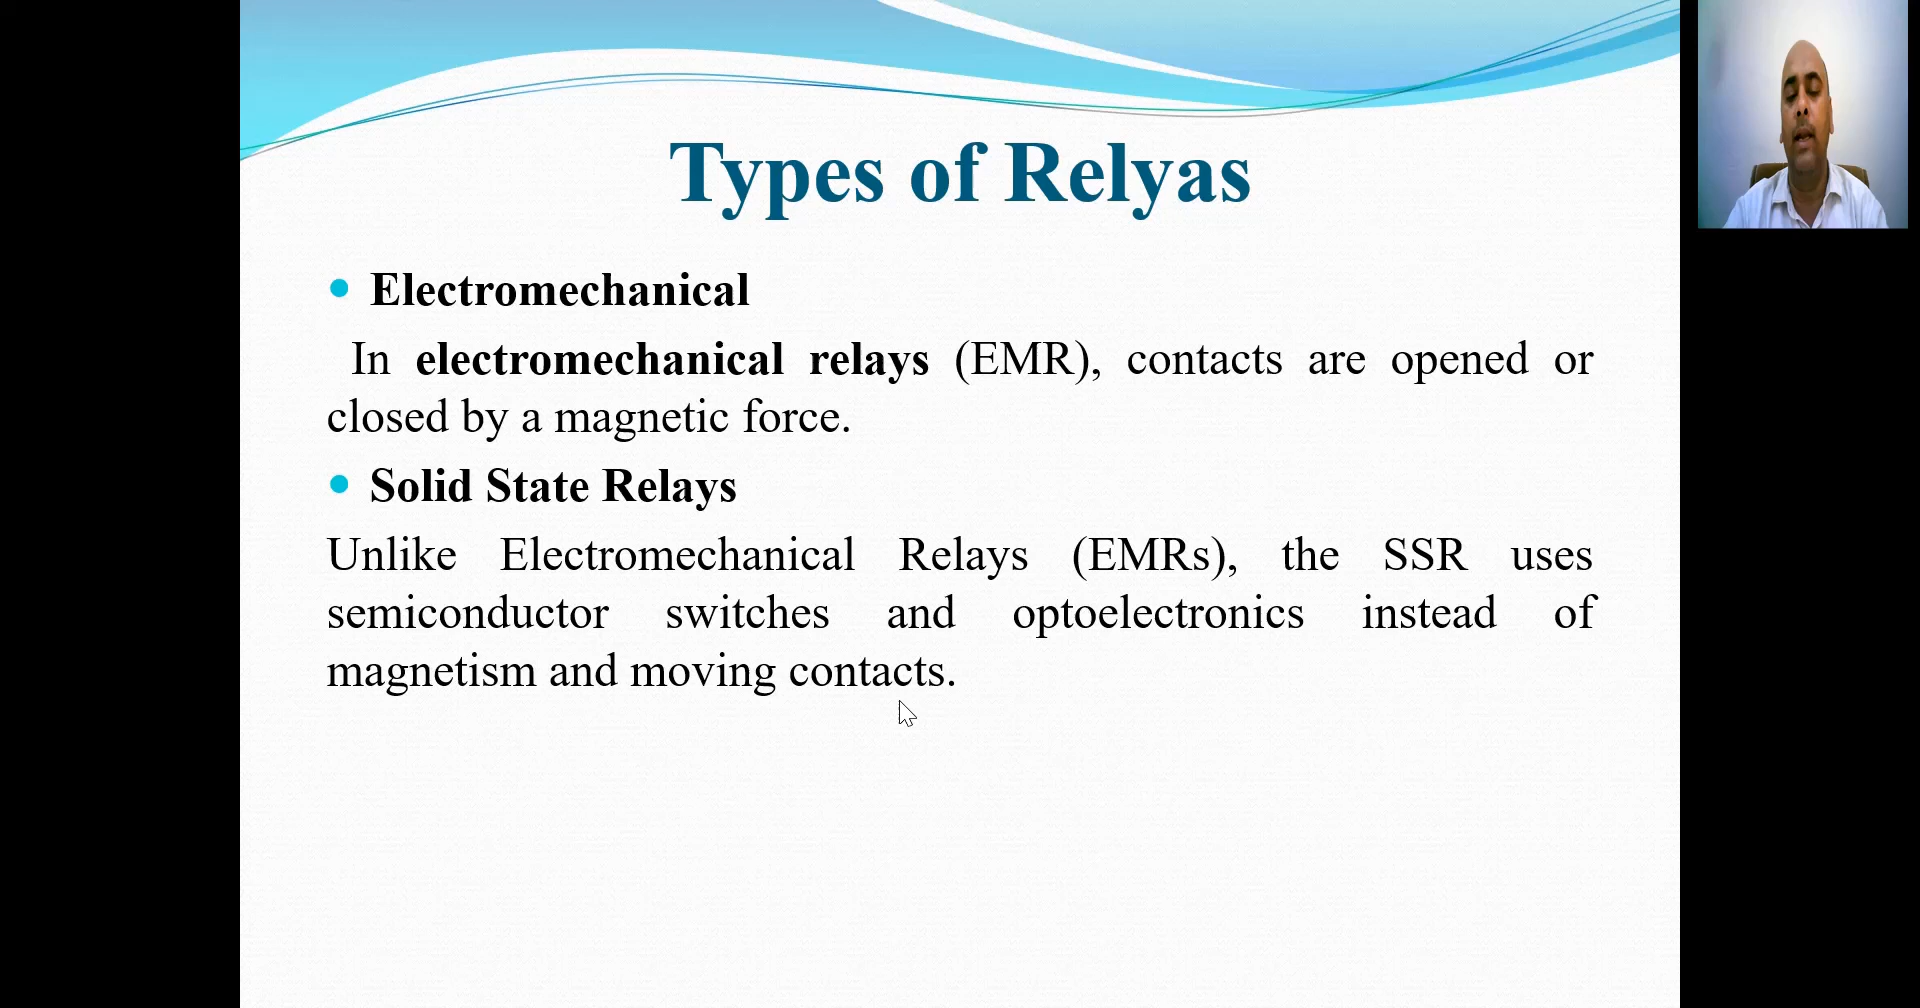 Types of Relyas
Electromechanical
In electromechanical relays (EMR), contacts are opened or
closed by a magnetic force.
Solid State Relays
Unlike Electromechanical Relays (EMRs), the SSR uses
semiconductor switches and optoelectronics instead of
magnetism and moving contacts.